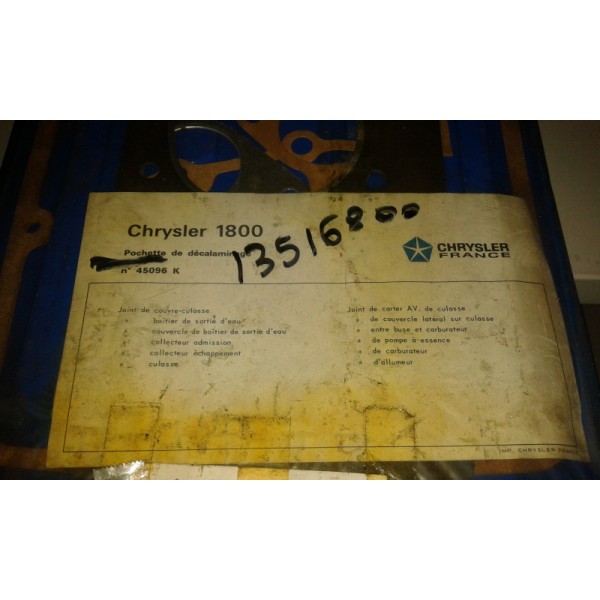 Chrysler 1800
Pochette de décalaminage
n° 45096 K
13516800
CHRYSLER
FRANCE
Joint de couvre-culasse
" boîtier de sortie d'eau
" couvercle de boîtier de sortie d'eau
" collecteur admission
" collecteur échappement
" culasse
Joint de carter AV. de culasse
" de couvercle latéral sur culasse
" entre buse et carburateur
" de pompe à essence
" de carburateur
" d'allumeur
IMP. CHRYSLER FRANCE